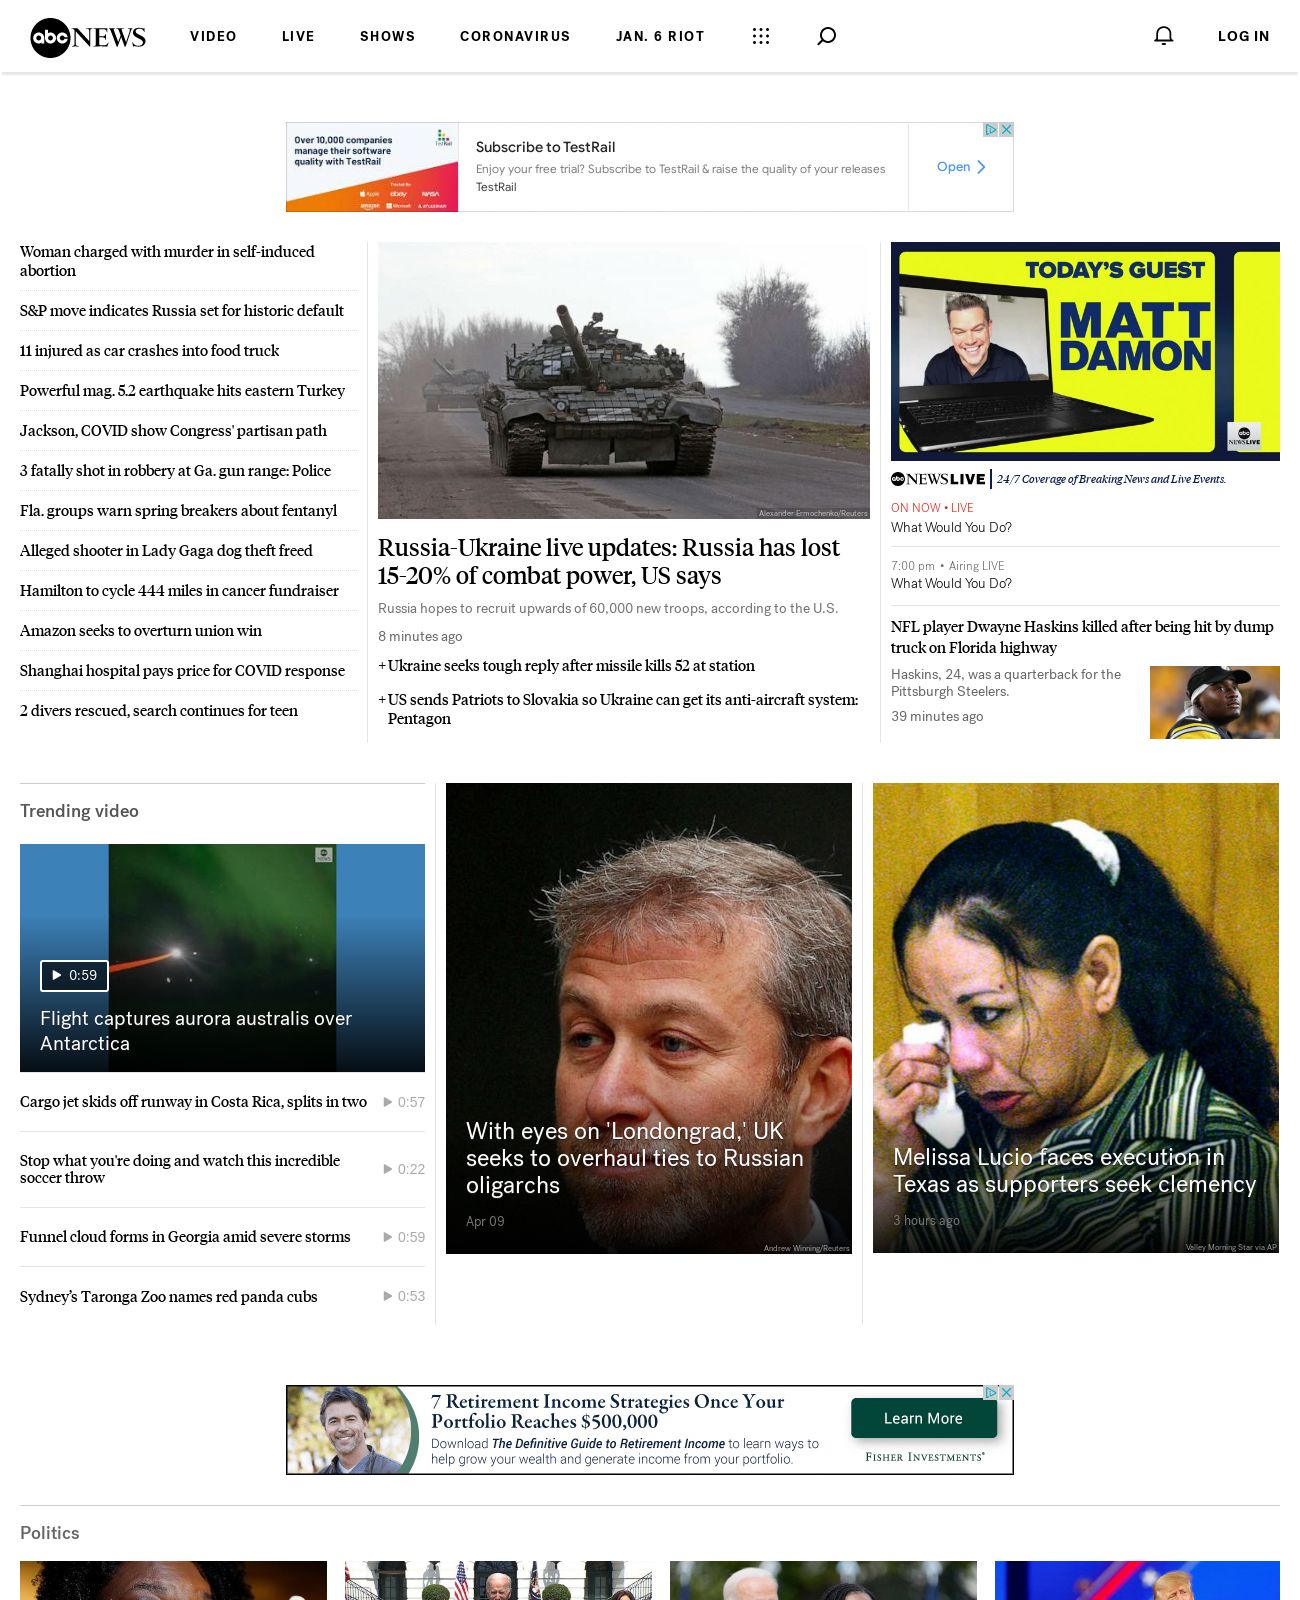 abc NEWS VIDEO LIVE SHOWS CORONAVIRUS JAN. 6 RIOT LOG IN
Over 10,000 companies
manage their software
quality with TestRail
TestRail
Trusted By
Apple ebay NASA
amazon Microsoft ATLASSIAN
Subscribe to TestRail
Enjoy your free trial? Subscribe to TestRail & raise the quality of your releases
TestRail
Open
Woman charged with murder in self-induced
abortion
S&P move indicates Russia set for historic default
11 injured as car crashes into food truck
Powerful mag. 5.2 earthquake hits eastern Turkey
Jackson, COVID show Congress' partisan path
3 fatally shot in robbery at Ga. gun range: Police
Fla. groups warn spring breakers about fentanyl
Alleged shooter in Lady Gaga dog theft freed
Hamilton to cycle 444 miles in cancer fundraiser
Amazon seeks to overturn union win
Shanghai hospital pays price for COVID response
2 divers rescued, search continues for teen
Alexander Ermochenko/Reuters
Russia-Ukraine live updates: Russia has lost
15-20% of combat power, US says
Russia hopes to recruit upwards of 60,000 new troops, according to the U.S.
8 minutes ago
+ Ukraine seeks tough reply after missile kills 52 at station
+ US sends Patriots to Slovakia so Ukraine can get its anti-aircraft system:
Pentagon
TODAY'S GUEST
MATT
DAMON
abc
NEWS LIVE
abc NEWS LIVE 24/7 Coverage of Breaking News and Live Events.
ON NOW • LIVE
What Would You Do?
7:00 pm • Airing LIVE
What Would You Do?
NFL player Dwayne Haskins killed after being hit by dump
truck on Florida highway
Haskins, 24, was a quarterback for the
Pittsburgh Steelers.
39 minutes ago
Trending video
abc
NEWS
0:59
Flight captures aurora australis over
Antarctica
Cargo jet skids off runway in Costa Rica, splits in two 0:57
Stop what you're doing and watch this incredible
soccer throw 0:22
Funnel cloud forms in Georgia amid severe storms 0:59
Sydney's Taronga Zoo names red panda cubs 0:53
With eyes on 'Londongrad,' UK
seeks to overhaul ties to Russian
oligarchs
Apr 09
Andrew Winning/Reuters
Melissa Lucio faces execution in
Texas as supporters seek clemency
3 hours ago
Valley Morning Star via AP
7 Retirement Income Strategies Once Your
Portfolio Reaches $500,000
Download The Definitive Guide to Retirement Income to learn ways to
help grow your wealth and generate income from your portfolio.
Learn More
FISHER INVESTMENTS®
Politics